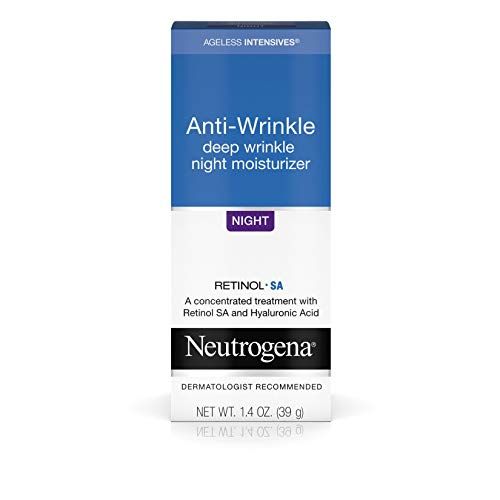 AGELESS INTENSIVES®
Anti-Wrinkle
deep wrinkle
night moisturizer
NIGHT
RETINOL · SA
A concentrated treatment with
Retinol SA and Hyaluronic Acid
Neutrogena®
DERMATOLOGIST RECOMMENDED
NET WT. 1.4 OZ. (39 g)